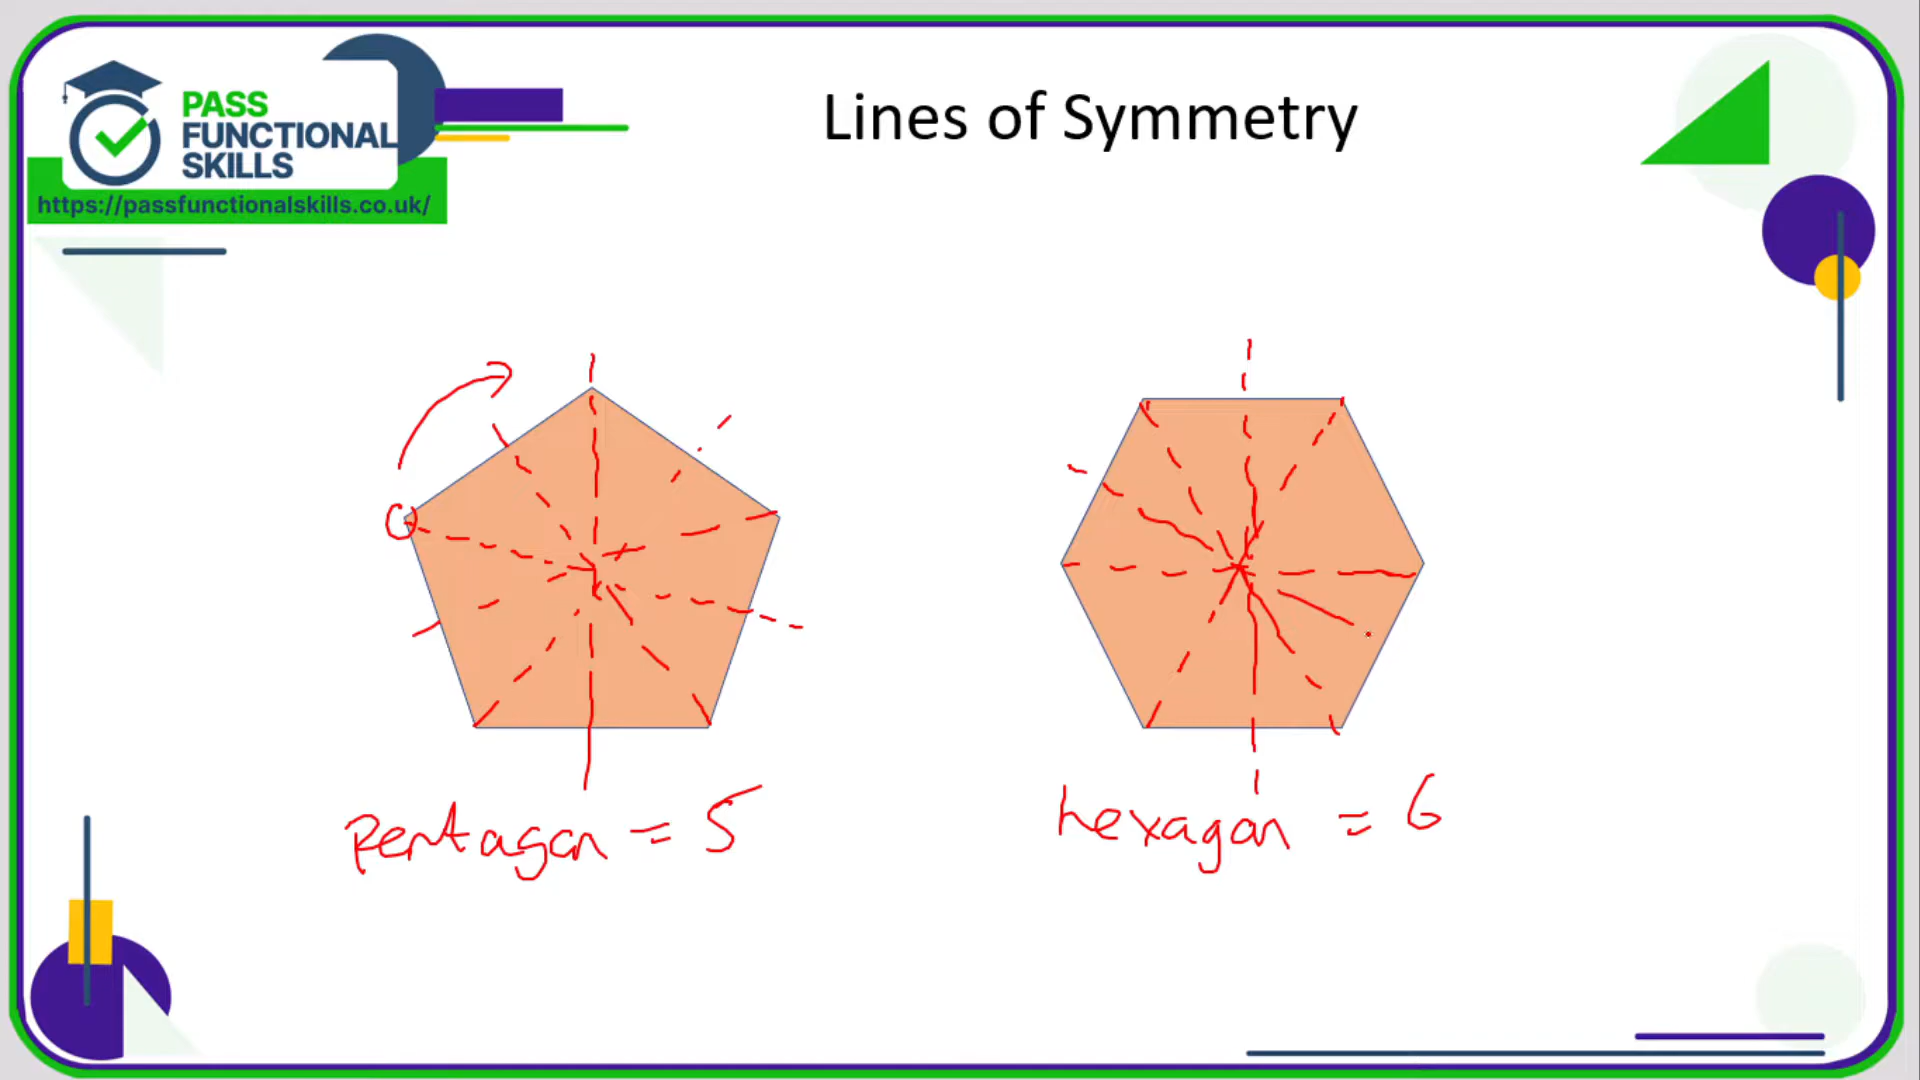 PASS
FUNCTIONAL
SKILLS
https://passfunctionalskills.co.uk/
Lines of Symmetry
pentagon = 5
hexagon = 6